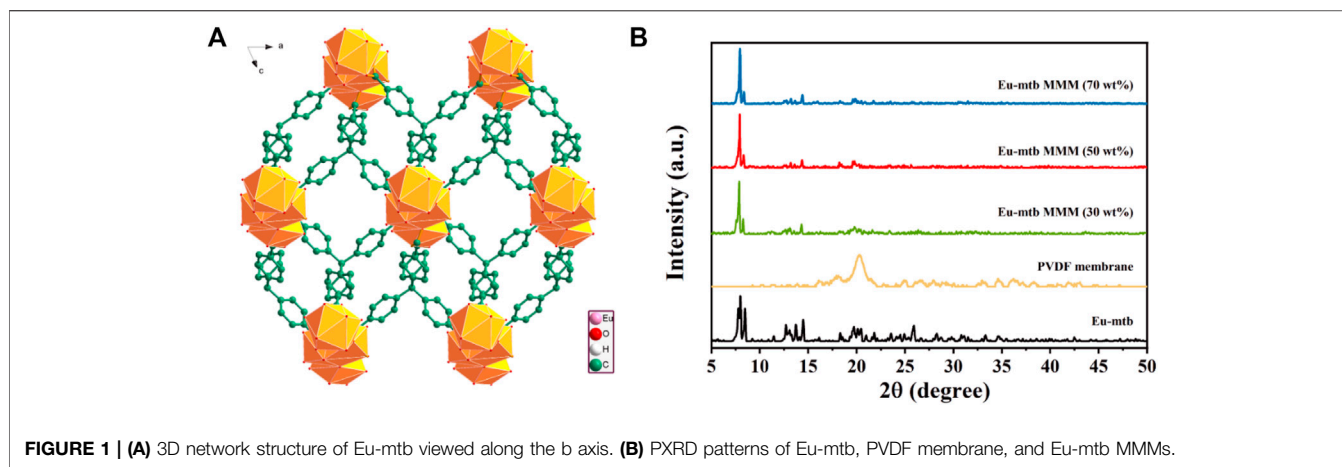 A
a
c
Eu
O
H
C
B
Intensity (a.u.)
Eu-mtb MMM (70 wt%)
Eu-mtb MMM (50 wt%)
Eu-mtb MMM (30 wt%)
PVDF membrane
Eu-mtb
5 10 15 20 25 30 35 40 45 50
2θ (degree)
FIGURE 1 | (A) 3D network structure of Eu-mtb viewed along the b axis. (B) PXRD patterns of Eu-mtb, PVDF membrane, and Eu-mtb MMMs.